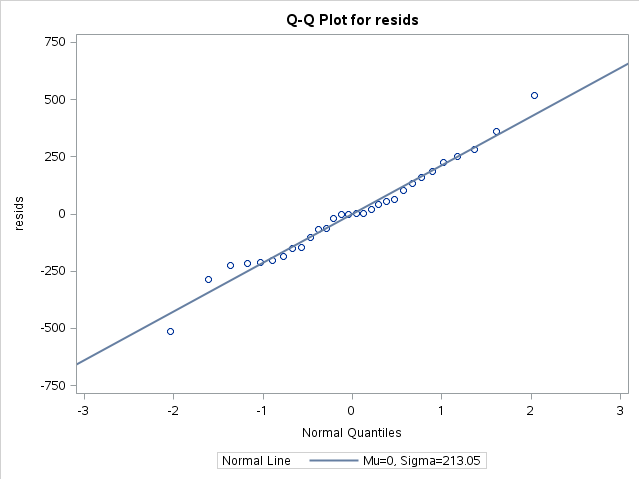 Q-Q Plot for resids
750
500
250
0
-250
-500
-750
resids
-3 -2 -1 0 1 2 3
Normal Quantiles
Normal Line Mu=0, Sigma=213.05